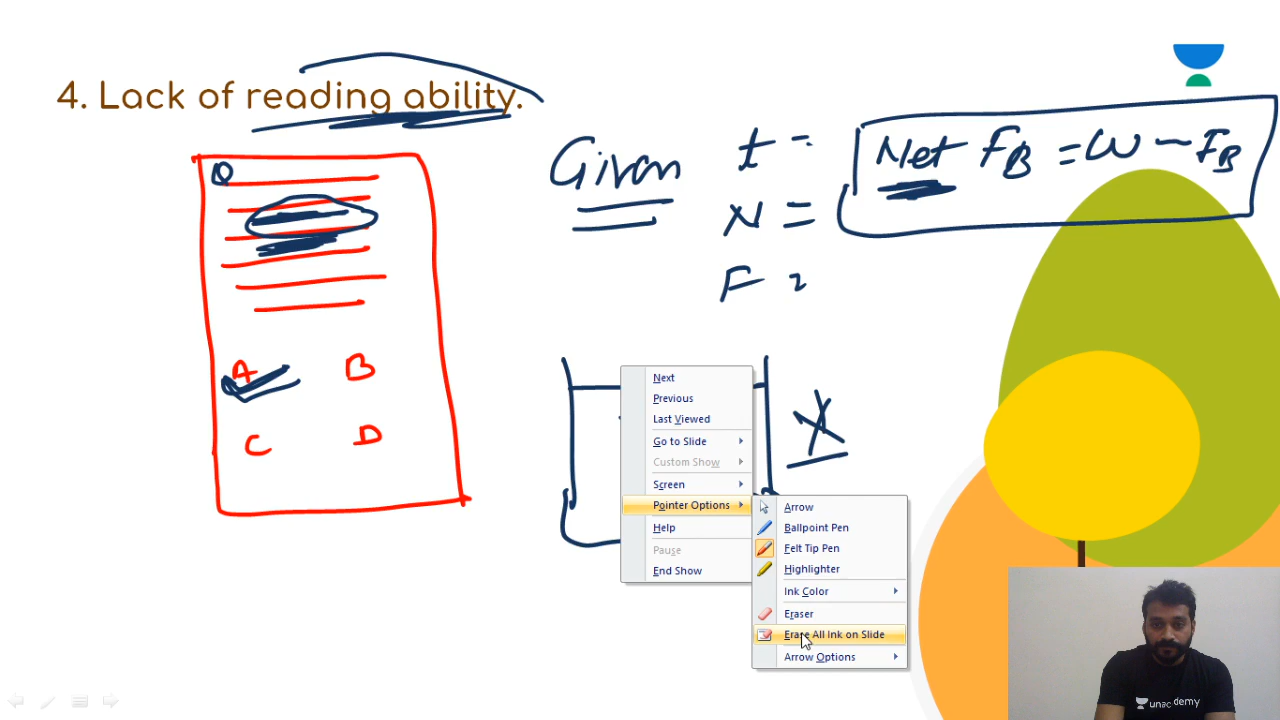 4. Lack of reading ability.
Q
A
B
C
D
Given
t =
N =
F =
Net F_B = W - F_B
Next
Previous
Last Viewed
Go to Slide
Custom Show
Screen
Pointer Options
Help
Pause
End Show
Arrow
Ballpoint Pen
Felt Tip Pen
Highlighter
Ink Color
Eraser
Erase All Ink on Slide
Arrow Options
unacademy